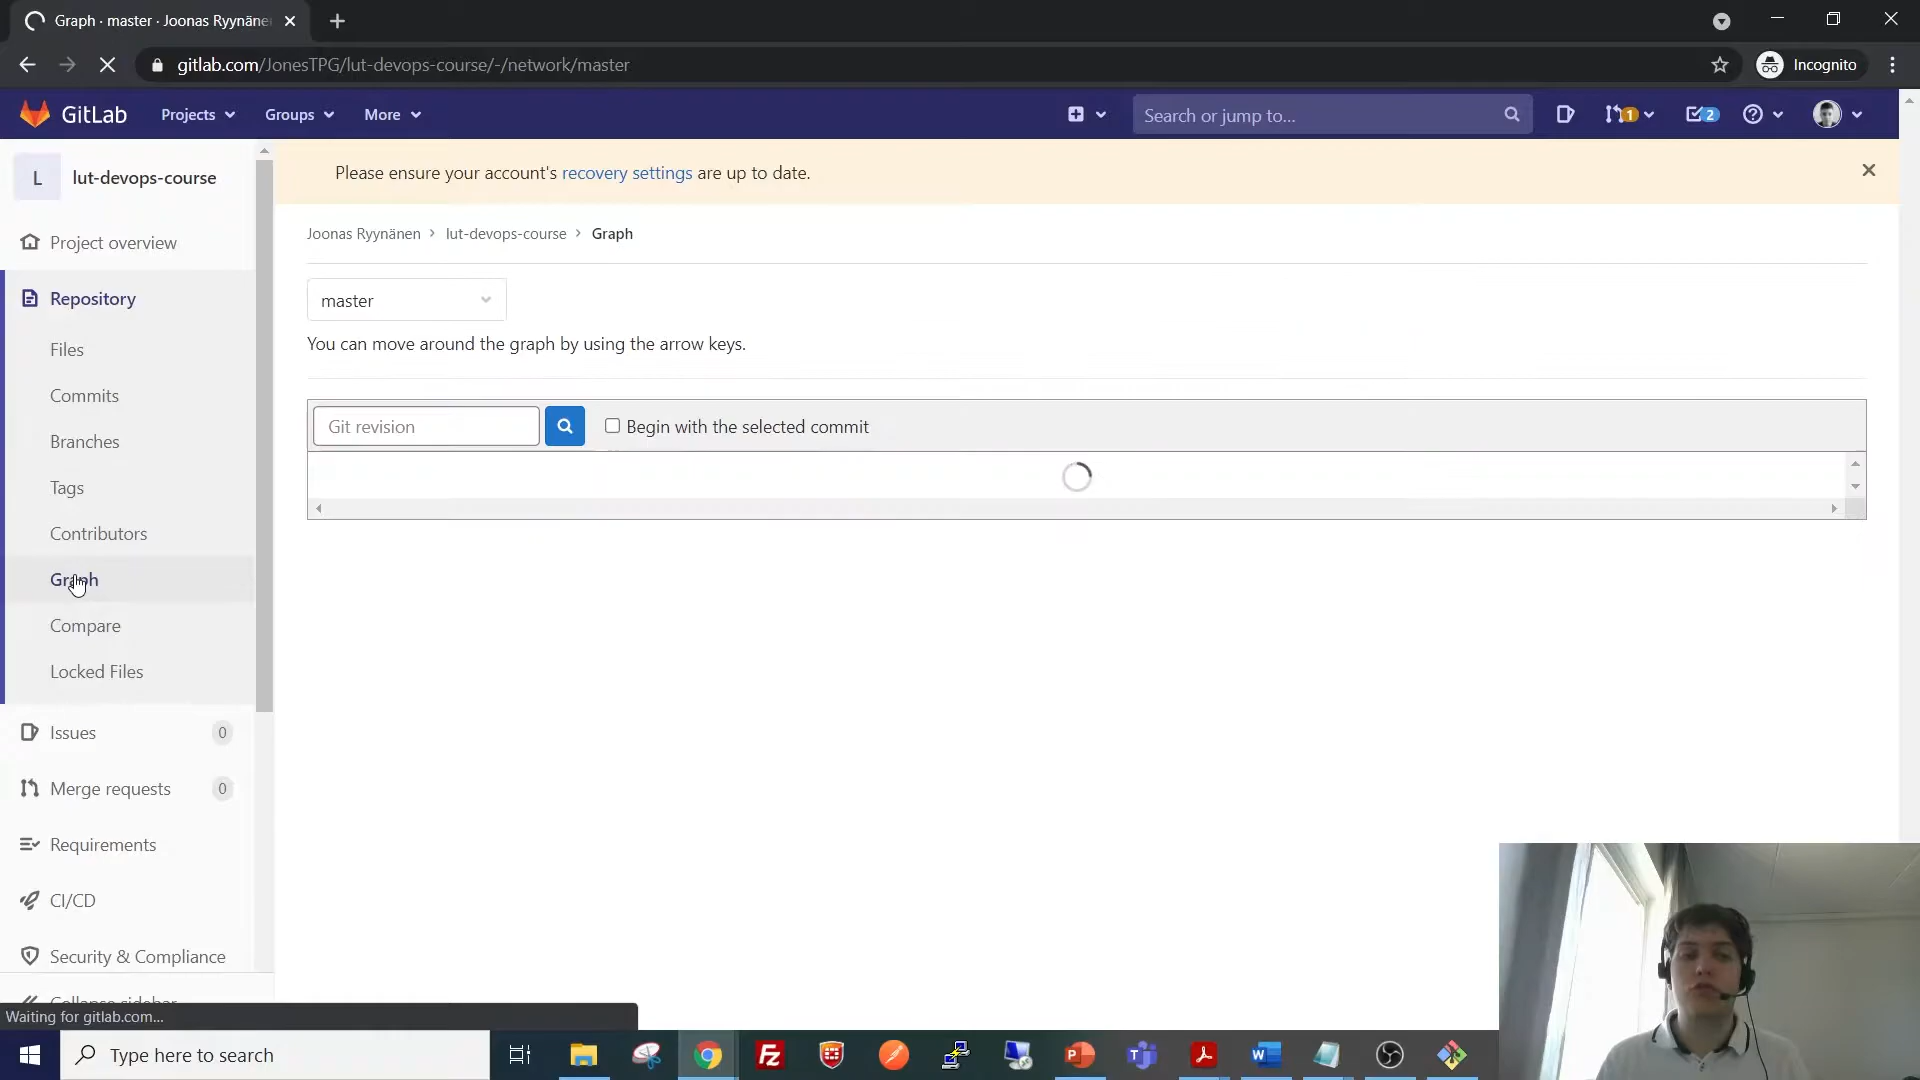 Graph · master · Joonas Ryynäne
gitlab.com/JonesTPG/lut-devops-course/-/network/master
Incognito
GitLab
Projects
Groups
More
Search or jump to...
1
2
L
lut-devops-course
Please ensure your account's recovery settings are up to date.
Project overview
Joonas Ryynänen
lut-devops-course
Graph
Repository
master
You can move around the graph by using the arrow keys.
Files
Commits
Git revision
Begin with the selected commit
Branches
Tags
Contributors
Graph
Compare
Locked Files
Issues
0
Merge requests
0
Requirements
CI/CD
Security & Compliance
Collapse sidebar
Waiting for gitlab.com...
Type here to search